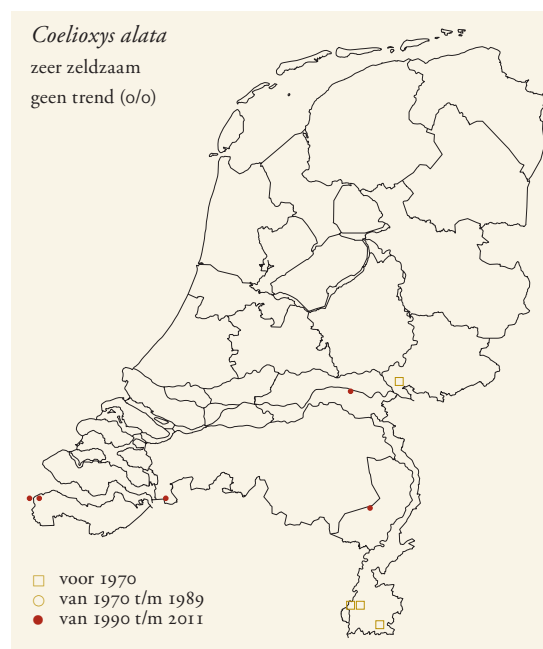 Coelioxys alata
zeer zeldzaam
geen trend (0/0)
voor 1970
van 1970 t/m 1989
van 1990 t/m 2011